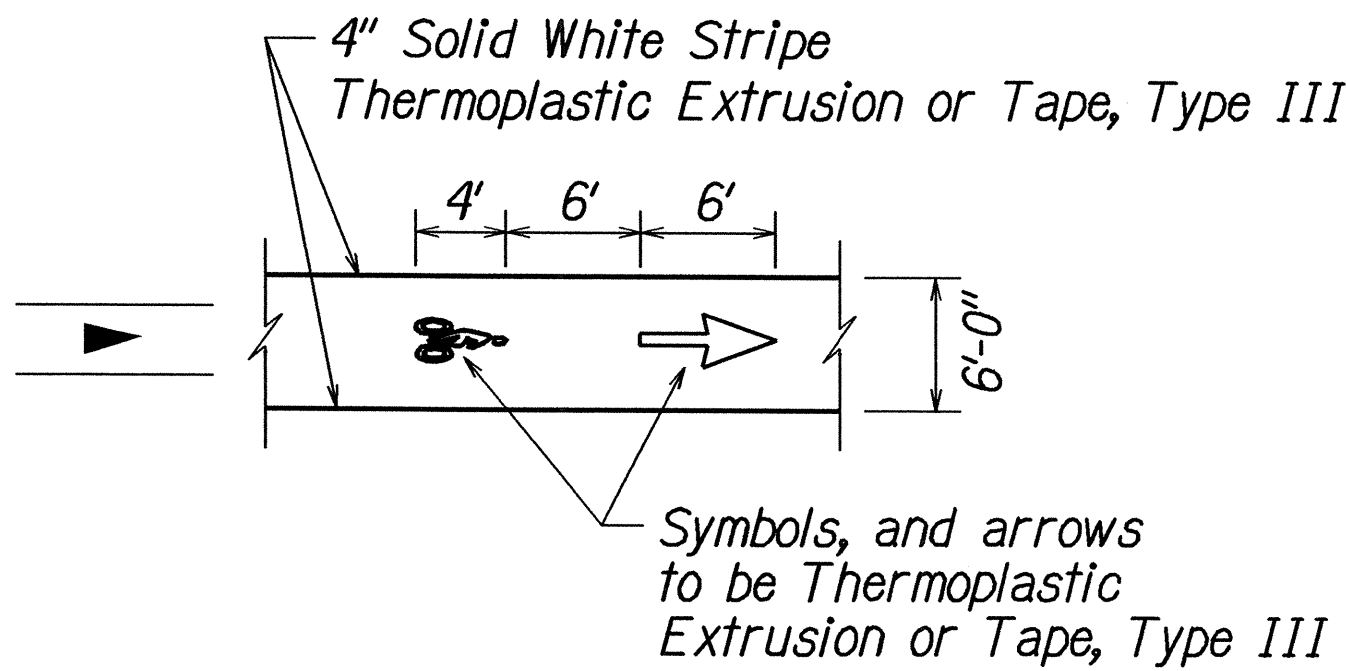 4" Solid White Stripe
Thermoplastic Extrusion or Tape, Type III
4' 6' 6'
6'-0"
Symbols, and arrows
to be Thermoplastic
Extrusion or Tape, Type III